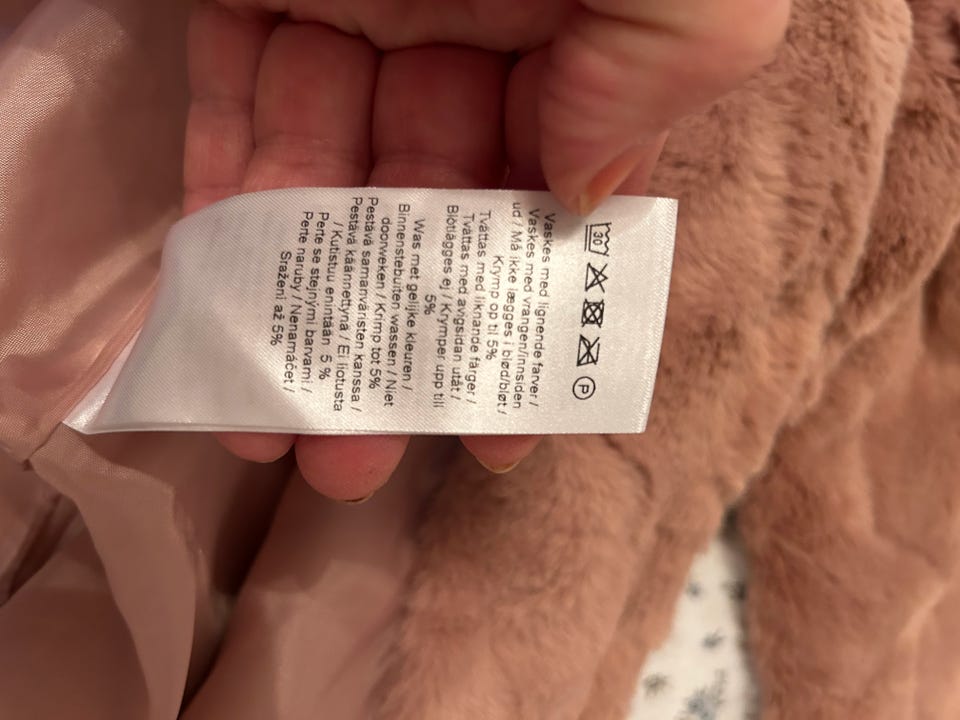 30
P
Vaskes med lignende farver /
Vaskes med vrangen/innsiden
ud / Må ikke lægges i blød/bløt /
Krymp op til 5%
Tvättas med liknande färger /
Tvättas med avigsidan utåt /
Blötlägges ej / Krymper upp till
5%
Was met gelijke kleuren /
Binnenstebuiten wassen / Niet
doorweken / Krimp tot 5%
Pestävä samanväristen kanssa /
Pestävä käännettynä / Ei liotusta
/ Kutistuu enintään 5 %
Perte se stejnými barvami /
Perte naruby / Nenamáčet /
Sražení až 5%